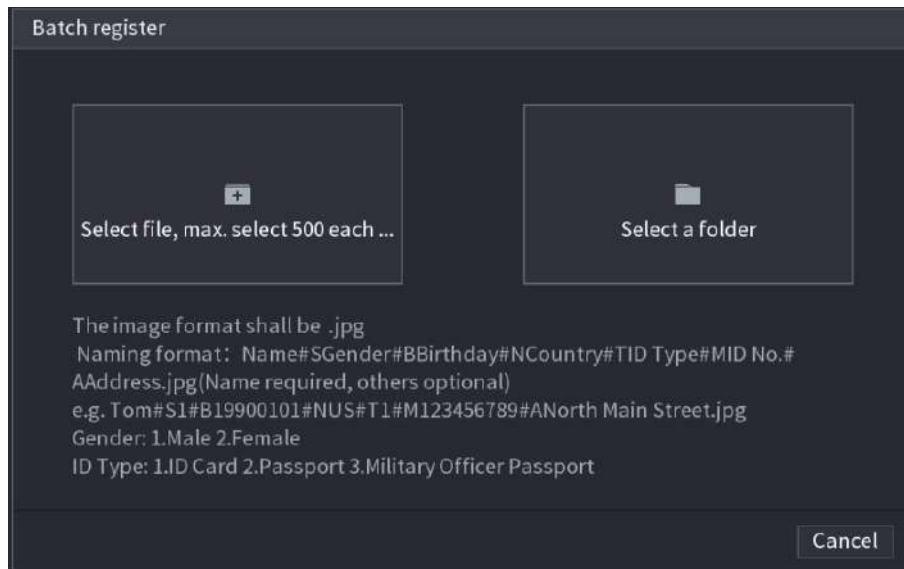 Batch register
Select file, max. select 500 each ...
Select a folder
The image format shall be .jpg
Naming format: Name#SGender#BBirthday#NCountry#TID Type#MID No.#
AAddress.jpg(Name required, others optional)
e.g. Tom#S1#B19900101#NUS#T1#M123456789#ANorth Main Street.jpg
Gender: 1.Male 2.Female
ID Type: 1.ID Card 2.Passport 3.Military Officer Passport
Cancel